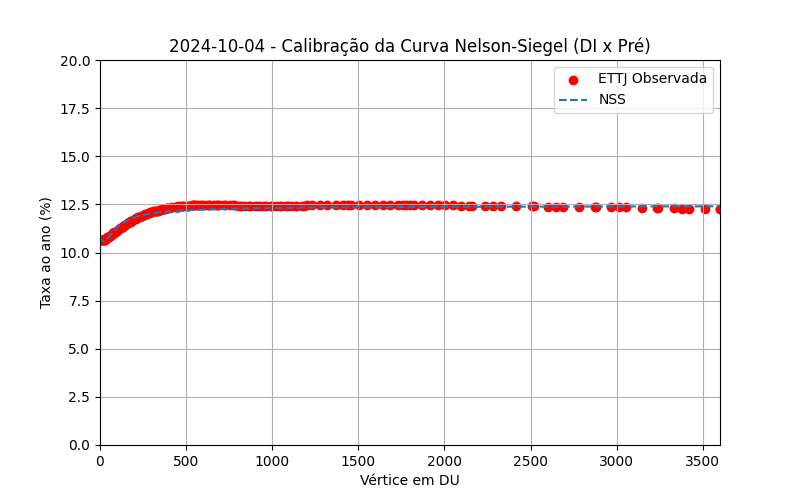 2024-10-04 - Calibração da Curva Nelson-Siegel (DI x Pré)
ETTJ Observada
NSS
Taxa ao ano (%)
20.0
17.5
15.0
12.5
10.0
7.5
5.0
2.5
0.0
0 500 1000 1500 2000 2500 3000 3500
Vértice em DU